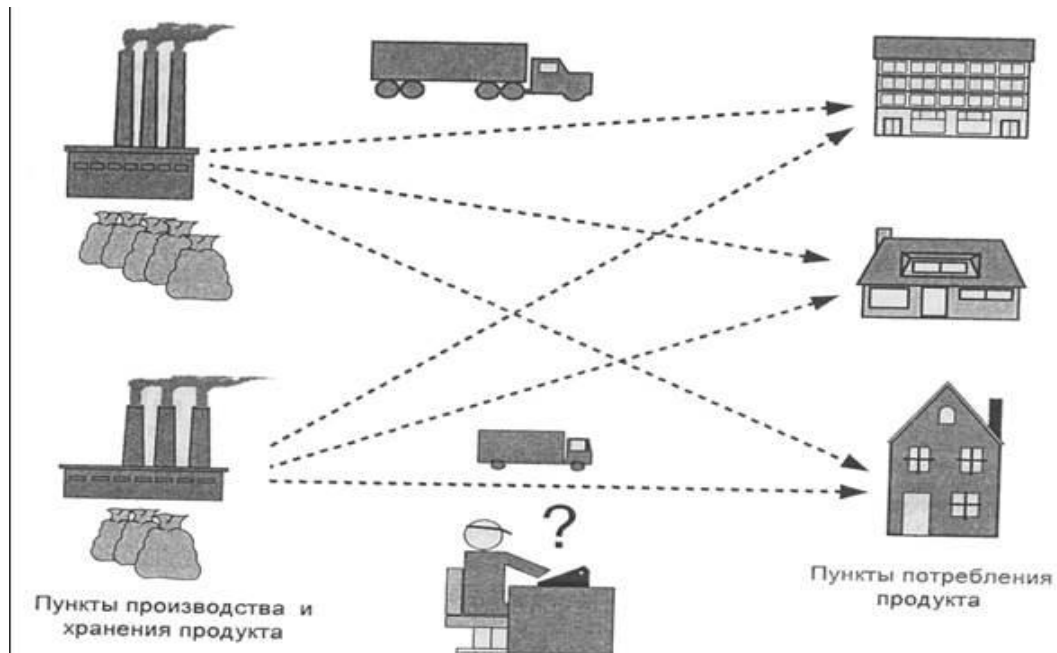 ?
Пункты производства и
хранения продукта
Пункты потребления
продукта